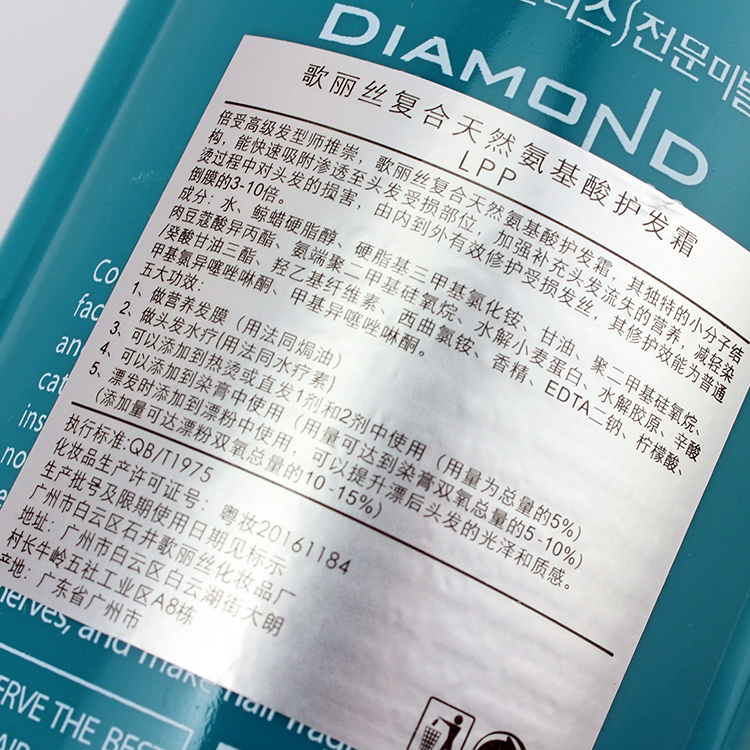 전문미
DIAMOND
歌丽丝复合天然氨基酸护发霜
LPP
倍受高级发型师推崇，歌丽丝复合天然氨基酸护发霜，其独特的小分子结
构，能快速吸附渗透至头发受损部位，加强补充头发流失的营养，减轻染
烫过程中对头发的损害，由内到外有效修护受损发丝，其修护效能为普通
倒膜的3-10倍。
成分：水、鲸蜡硬脂醇、硬脂基三甲基氯化铵、甘油、聚二甲基硅氧烷、
肉豆蔻酸异丙酯、氨端聚二甲基硅氧烷、水解小麦蛋白、水解胶原、辛酸
/癸酸甘油三酯、羟乙基纤维素、西曲氯铵、香精、EDTA二钠、柠檬酸、
甲基氯异噻唑啉酮、甲基异噻唑啉酮。
五大功效：
1、做营养发膜（用法同焗油）
2、做头发水疗(用法同水疗素)
3、可以添加到热烫或直发1剂和2剂中使用（用量为总量的5%）
4、可以添加到染膏中使用（用量可达到染膏双氧总量的5-10%）
5、漂发时添加到漂粉中使用，可以提升漂后头发的光泽和质感。
（添加量可达漂粉双氧总量的10-15%）
执行标准:QB/T1975
化妆品生产许可证号：粤妆20161184
生产批号及限期使用日期见标示
广州市白云区石井歌丽丝化妆品厂
地址：广州市白云区白云湖街大朗
村长牛岭五社工业区A8栋
产地：广东省广州市
Co
fac
an
cat
ins
no
nerves, and make hair
ERVE THE BEST